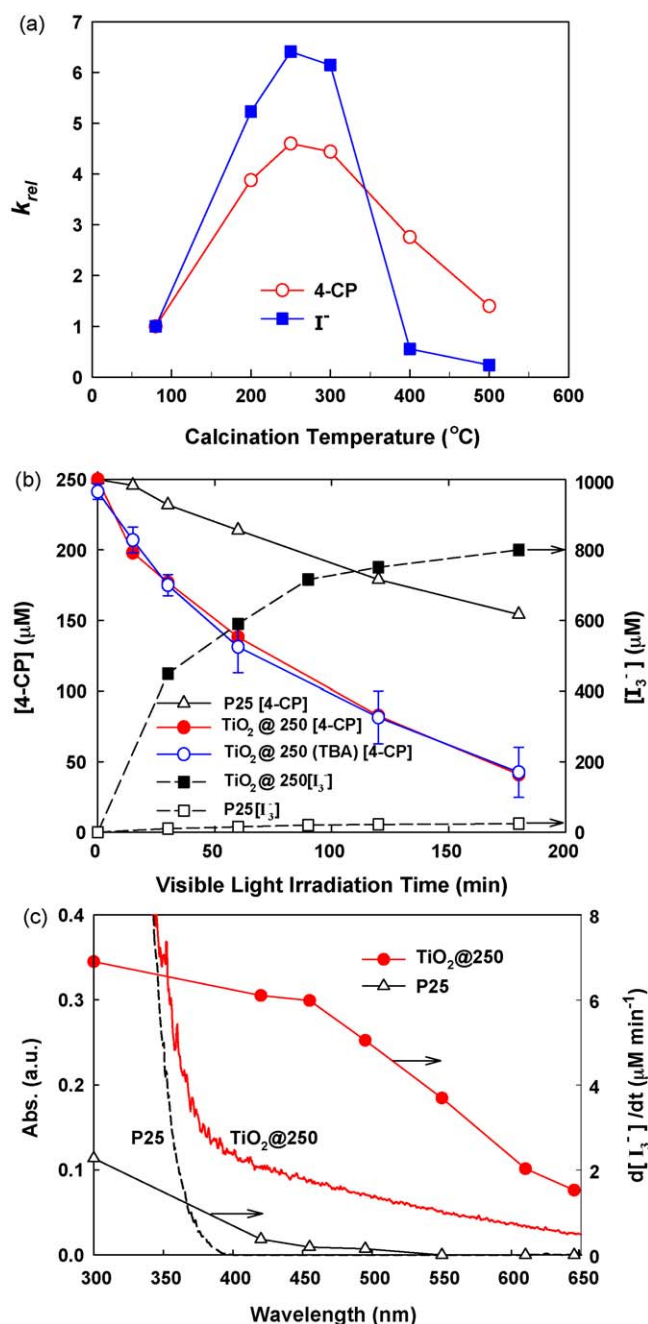 (a)
7
6
5
4
3
2
1
0
k_rel
4-CP
I⁻
0 100 200 300 400 500 600
Calcination Temperature (°C)
(b)
250
200
150
100
50
0
[4-CP] (µM)
1000
800
600
400
200
0
[I₃⁻] (µM)
P25 [4-CP]
TiO₂@ 250 [4-CP]
TiO₂@ 250 (TBA) [4-CP]
TiO₂@ 250[I₃⁻]
P25[I₃⁻]
0 50 100 150 200
Visible Light Irradiation Time (min)
(c)
0.4
0.3
0.2
0.1
0.0
Abs. (a.u.)
TiO₂@250
P25
P25
TiO₂@250
8
6
4
2
0
d[I₃⁻]/dt (µM min⁻¹)
300 350 400 450 500 550 600 650
Wavelength (nm)